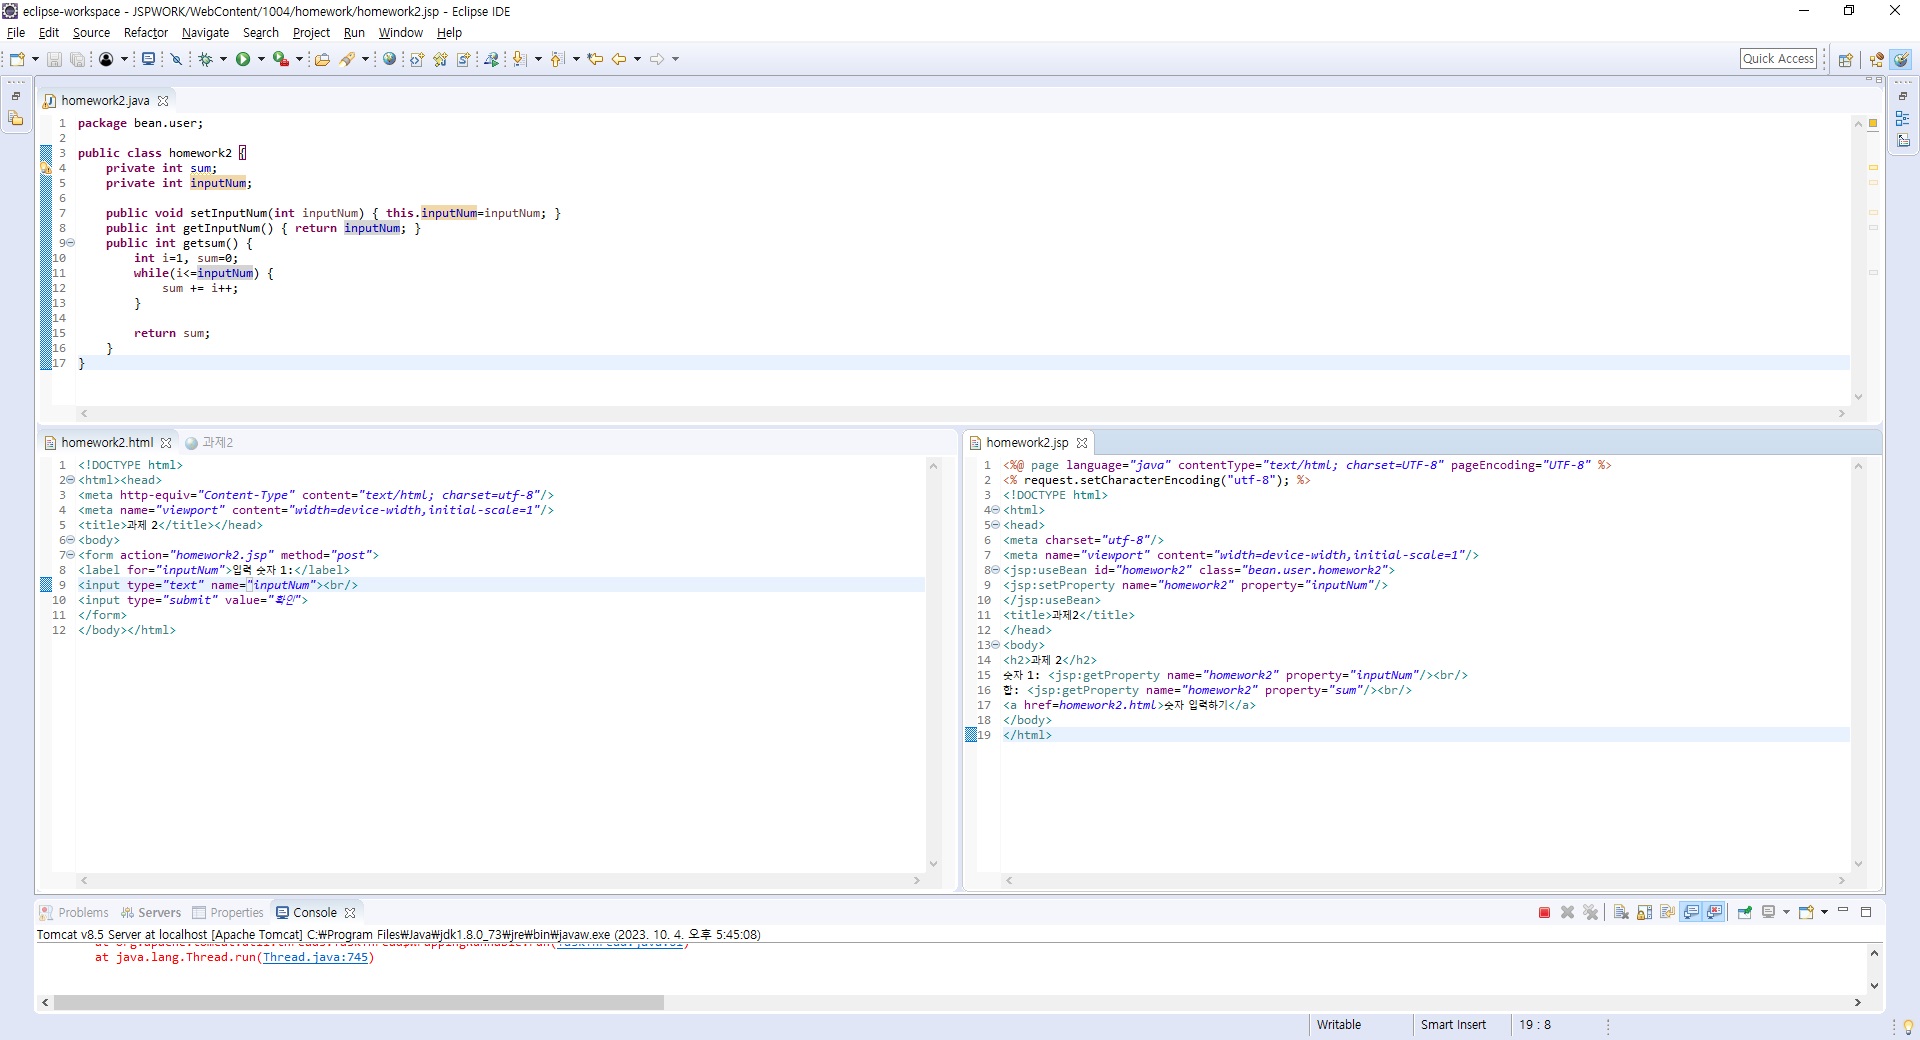 eclipse-workspace - JSPWORK/WebContent/1004/homework/homework2.jsp - Eclipse IDE
File Edit Source Refactor Navigate Search Project Run Window Help
Quick Access
homework2.java
1 package bean.user;
2
3 public class homework2 {
4 private int sum;
5 private int inputNum;
6
7 public void setInputNum(int inputNum) { this.inputNum=inputNum; }
8 public int getInputNum() { return inputNum; }
9 public int getsum() {
10 int i=1, sum=0;
11 while(i<=inputNum) {
12 sum += i++;
13 }
14
15 return sum;
16 }
17 }
homework2.html 과제2
1 <!DOCTYPE html>
2 <html><head>
3 <meta http-equiv="Content-Type" content="text/html; charset=utf-8"/>
4 <meta name="viewport" content="width=device-width,initial-scale=1"/>
5 <title>과제 2</title></head>
6 <body>
7 <form action="homework2.jsp" method="post">
8 <label for="inputNum">입력 숫자 1:</label>
9 <input type="text" name="inputNum"><br/>
10 <input type="submit" value="확인">
11 </form>
12 </body></html>
homework2.jsp
1 <%@ page language="java" contentType="text/html; charset=UTF-8" pageEncoding="UTF-8" %>
2 <% request.setCharacterEncoding("utf-8"); %>
3 <!DOCTYPE html>
4 <html>
5 <head>
6 <meta charset="utf-8"/>
7 <meta name="viewport" content="width=device-width,initial-scale=1"/>
8 <jsp:useBean id="homework2" class="bean.user.homework2">
9 <jsp:setProperty name="homework2" property="inputNum"/>
10 </jsp:useBean>
11 <title>과제2</title>
12 </head>
13 <body>
14 <h2>과제 2</h2>
15 숫자 1: <jsp:getProperty name="homework2" property="inputNum"/><br/>
16 합: <jsp:getProperty name="homework2" property="sum"/><br/>
17 <a href=homework2.html>숫자 입력하기</a>
18 </body>
19 </html>
Problems Servers Properties Console
Tomcat v8.5 Server at localhost [Apache Tomcat] C:₩Program Files₩Java₩jdk1.8.0_73₩jre₩bin₩javaw.exe (2023. 10. 4. 오후 5:45:08)
at org.apache.tomcat.util.threads.TaskThread$WrappingRunnable.run(TaskThread.java:61)
at java.lang.Thread.run(Thread.java:745)
Writable Smart Insert 19 : 8